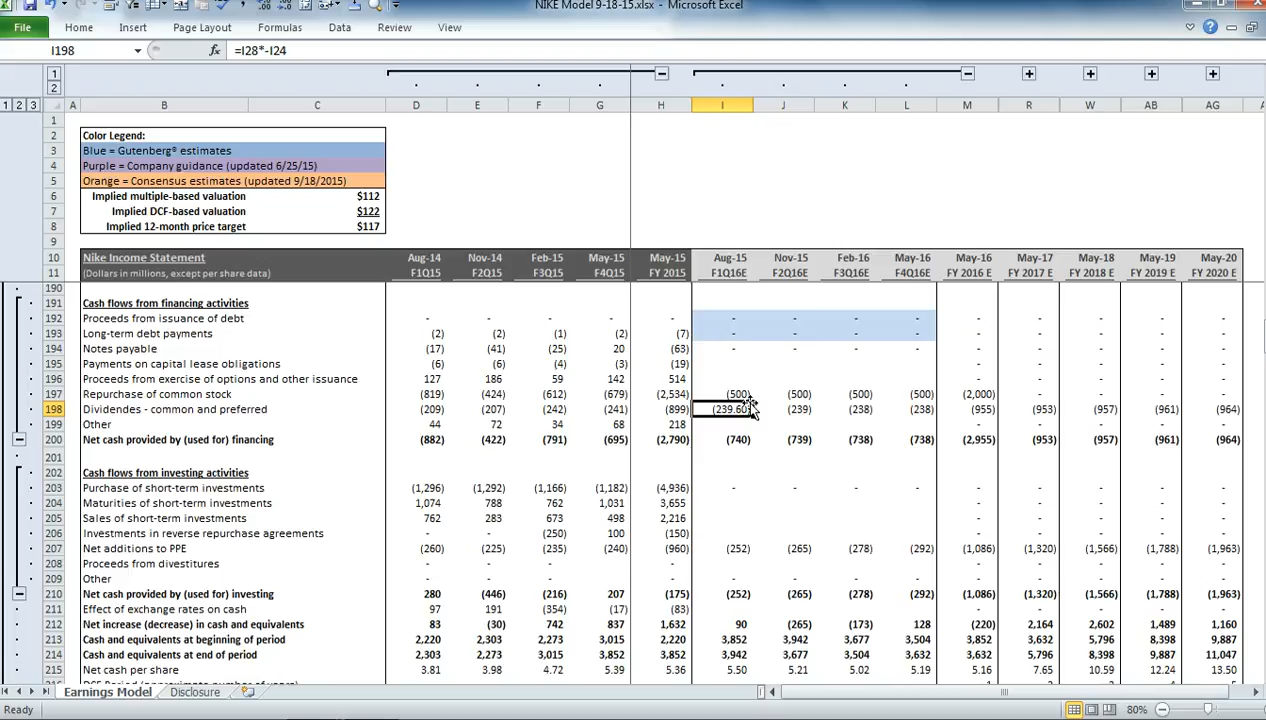 NIKE Model 9-18-15.xlsx - Microsoft Excel
File Home Insert Page Layout Formulas Data Review View
I198 fx =I28*-I24
1
2
1 2 3 A B C D E F G H I J K L M R W AB AG
1
2 Color Legend:
3 Blue = Gutenberg® estimates
4 Purple = Company guidance (updated 6/25/15)
5 Orange = Consensus estimates (updated 9/18/2015)
6 Implied multiple-based valuation $112
7 Implied DCF-based valuation $122
8 Implied 12-month price target $117
9
10 Nike Income Statement Aug-14 Nov-14 Feb-15 May-15 May-15 Aug-15 Nov-15 Feb-16 May-16 May-16 May-17 May-18 May-19 May-20
11 (Dollars in millions, except per share data) F1Q15 F2Q15 F3Q15 F4Q15 FY 2015 F1Q16E F2Q16E F3Q16E F4Q16E FY 2016 E FY 2017 E FY 2018 E FY 2019 E FY 2020 E
190
191 Cash flows from financing activities
192 Proceeds from issuance of debt - - - - - - - - - - - - - -
193 Long-term debt payments (2) (2) (1) (2) (7) - - - - - - - - -
194 Notes payable (17) (41) (25) 20 (63) - - - - - - - - -
195 Payments on capital lease obligations (6) (6) (4) (3) (19) - - - - -
196 Proceeds from exercise of options and other issuance 127 186 59 142 514 - - - - -
197 Repurchase of common stock (819) (424) (612) (679) (2,534) (500) (500) (500) (500) (2,000) - - - -
198 Dividendes - common and preferred (209) (207) (242) (241) (899) (239.60) (239) (238) (238) (955) (953) (957) (961) (964)
199 Other 44 72 34 68 218 - - - - -
200 Net cash provided by (used for) financing (882) (422) (791) (695) (2,790) (740) (739) (738) (738) (2,955) (953) (957) (961) (964)
201
202 Cash flows from investing activities
203 Purchase of short-term investments (1,296) (1,292) (1,166) (1,182) (4,936) - - - - - - - - -
204 Maturities of short-term investments 1,074 788 762 1,031 3,655 - - - - -
205 Sales of short-term investments 762 283 673 498 2,216 - - - - -
206 Investments in reverse repurchase agreements - - (250) 100 (150) - - - - -
207 Net additions to PPE (260) (225) (235) (240) (960) (252) (265) (278) (292) (1,086) (1,320) (1,566) (1,788) (1,963)
208 Proceeds from divestitures - - - - - - - - - -
209 Other - - - - - - - - - -
210 Net cash provided by (used for) investing 280 (446) (216) 207 (175) (252) (265) (278) (292) (1,086) (1,320) (1,566) (1,788) (1,963)
211 Effect of exchange rates on cash 97 191 (354) (17) (83) - - - - -
212 Net increase (decrease) in cash and equivalents 83 (30) 742 837 1,632 90 (265) (173) 128 (220) 2,164 2,602 1,489 1,160
213 Cash and equivalents at beginning of period 2,220 2,303 2,273 3,015 2,220 3,852 3,942 3,677 3,504 3,852 3,632 5,796 8,398 9,887
214 Cash and equivalents at end of period 2,303 2,273 3,015 3,852 3,852 3,942 3,677 3,504 3,632 3,632 5,796 8,398 9,887 11,047
215 Net cash per share 3.81 3.98 4.72 5.39 5.36 5.50 5.21 5.02 5.19 5.16 7.65 10.59 12.24 13.50
Earnings Model Disclosure
Ready 80%